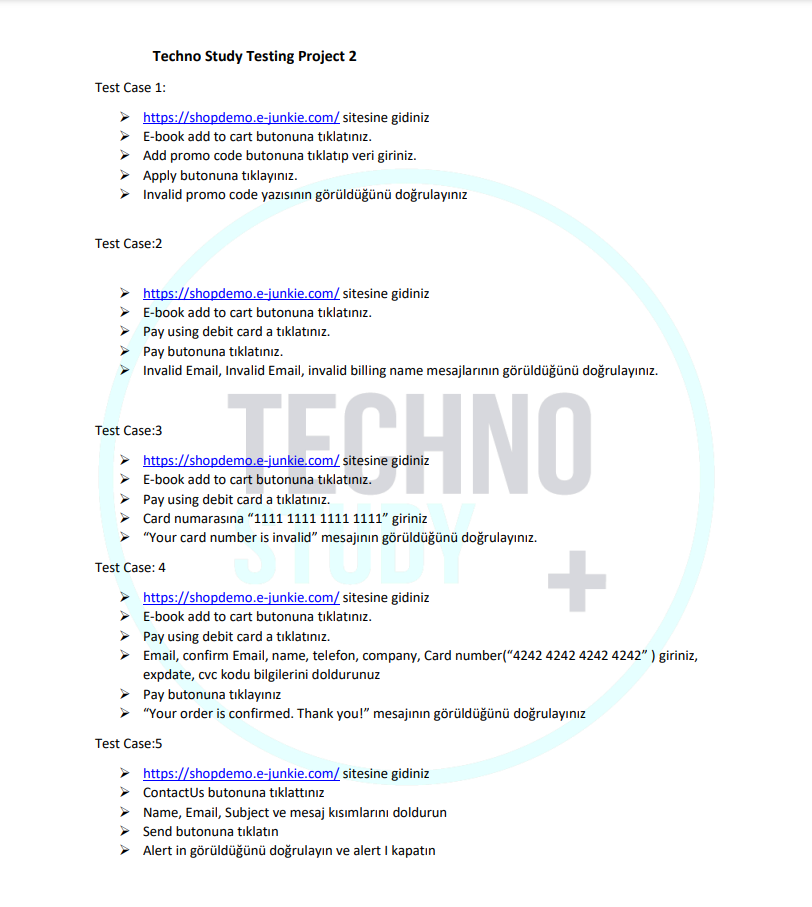 Techno Study Testing Project 2
Test Case 1:
➢ https://shopdemo.e-junkie.com/ sitesine gidiniz
➢ E-book add to cart butonuna tıklatınız.
➢ Add promo code butonuna tıklatıp veri giriniz.
➢ Apply butonuna tıklayınız.
➢ Invalid promo code yazısının görüldüğünü doğrulayınız
Test Case:2
➢ https://shopdemo.e-junkie.com/ sitesine gidiniz
➢ E-book add to cart butonuna tıklatınız.
➢ Pay using debit card a tıklatınız.
➢ Pay butonuna tıklatınız.
➢ Invalid Email, Invalid Email, invalid billing name mesajlarının görüldüğünü doğrulayınız.
TECHNO
STUDY
+
Test Case:3
➢ https://shopdemo.e-junkie.com/ sitesine gidiniz
➢ E-book add to cart butonuna tıklatınız.
➢ Pay using debit card a tıklatınız.
➢ Card numarasına “1111 1111 1111 1111” giriniz
➢ “Your card number is invalid” mesajının görüldüğünü doğrulayınız.
Test Case: 4
➢ https://shopdemo.e-junkie.com/ sitesine gidiniz
➢ E-book add to cart butonuna tıklatınız.
➢ Pay using debit card a tıklatınız.
➢ Email, confirm Email, name, telefon, company, Card number(“4242 4242 4242 4242” ) giriniz,
expdate, cvc kodu bilgilerini doldurunuz
➢ Pay butonuna tıklayınız
➢ “Your order is confirmed. Thank you!” mesajının görüldüğünü doğrulayınız
Test Case:5
➢ https://shopdemo.e-junkie.com/ sitesine gidiniz
➢ ContactUs butonuna tıklattınız
➢ Name, Email, Subject ve mesaj kısımlarını doldurun
➢ Send butonuna tıklatın
➢ Alert in görüldüğünü doğrulayın ve alert I kapatın